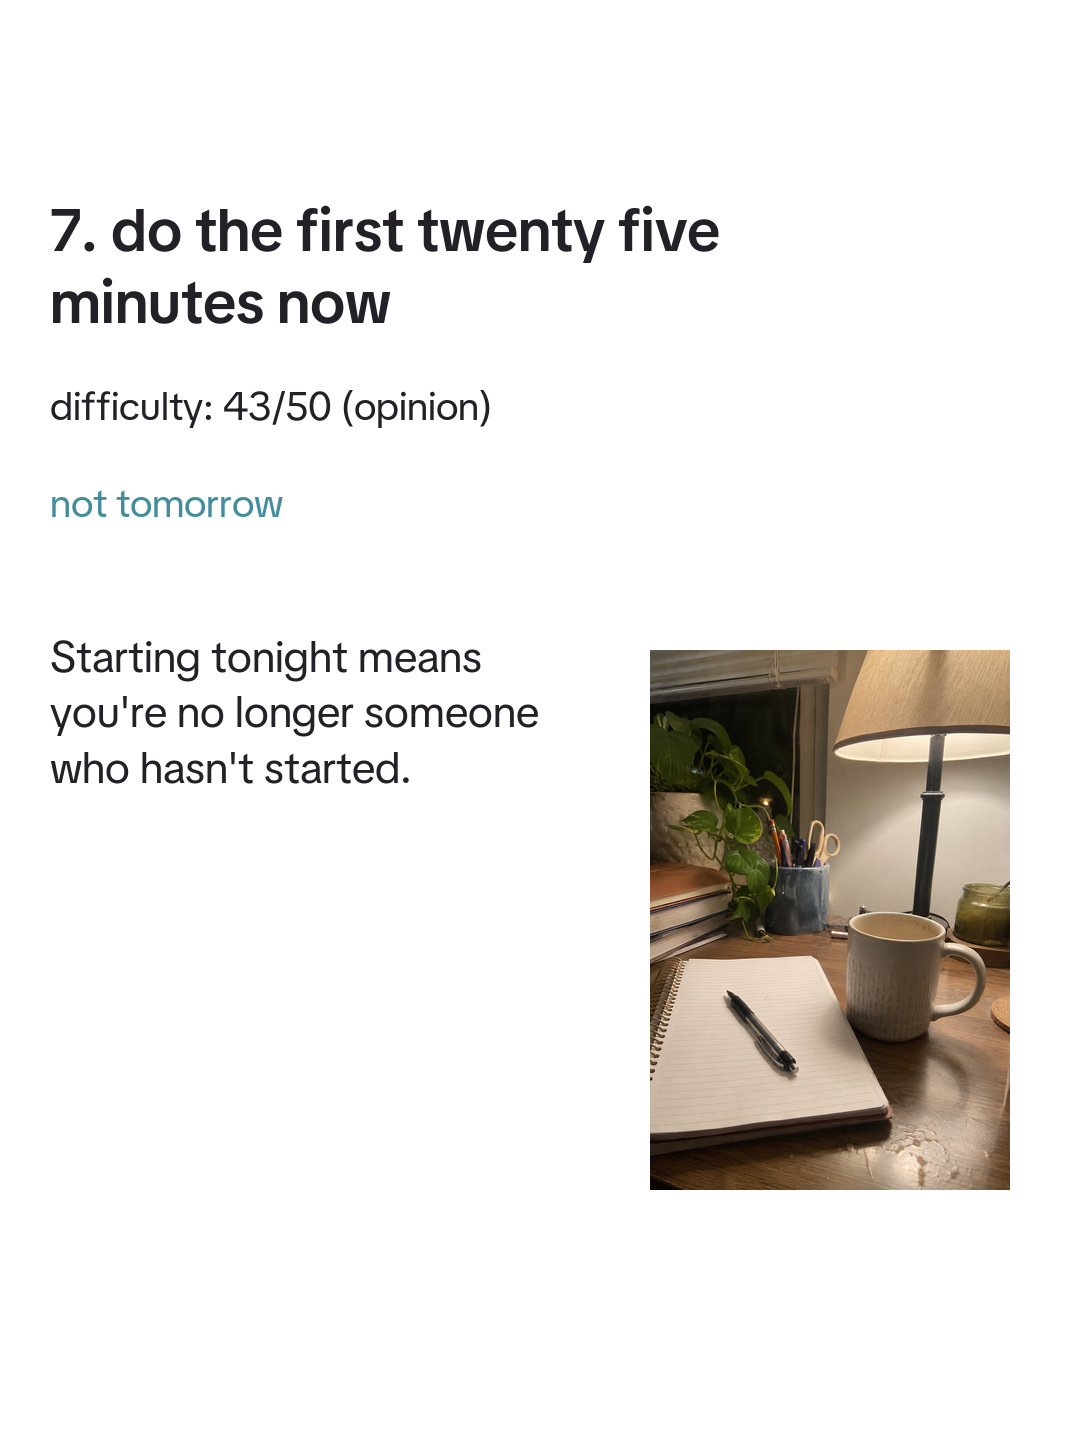 7. do the first twenty five
minutes now
difficulty: 43/50 (opinion)
not tomorrow
Starting tonight means
you're no longer someone
who hasn't started.